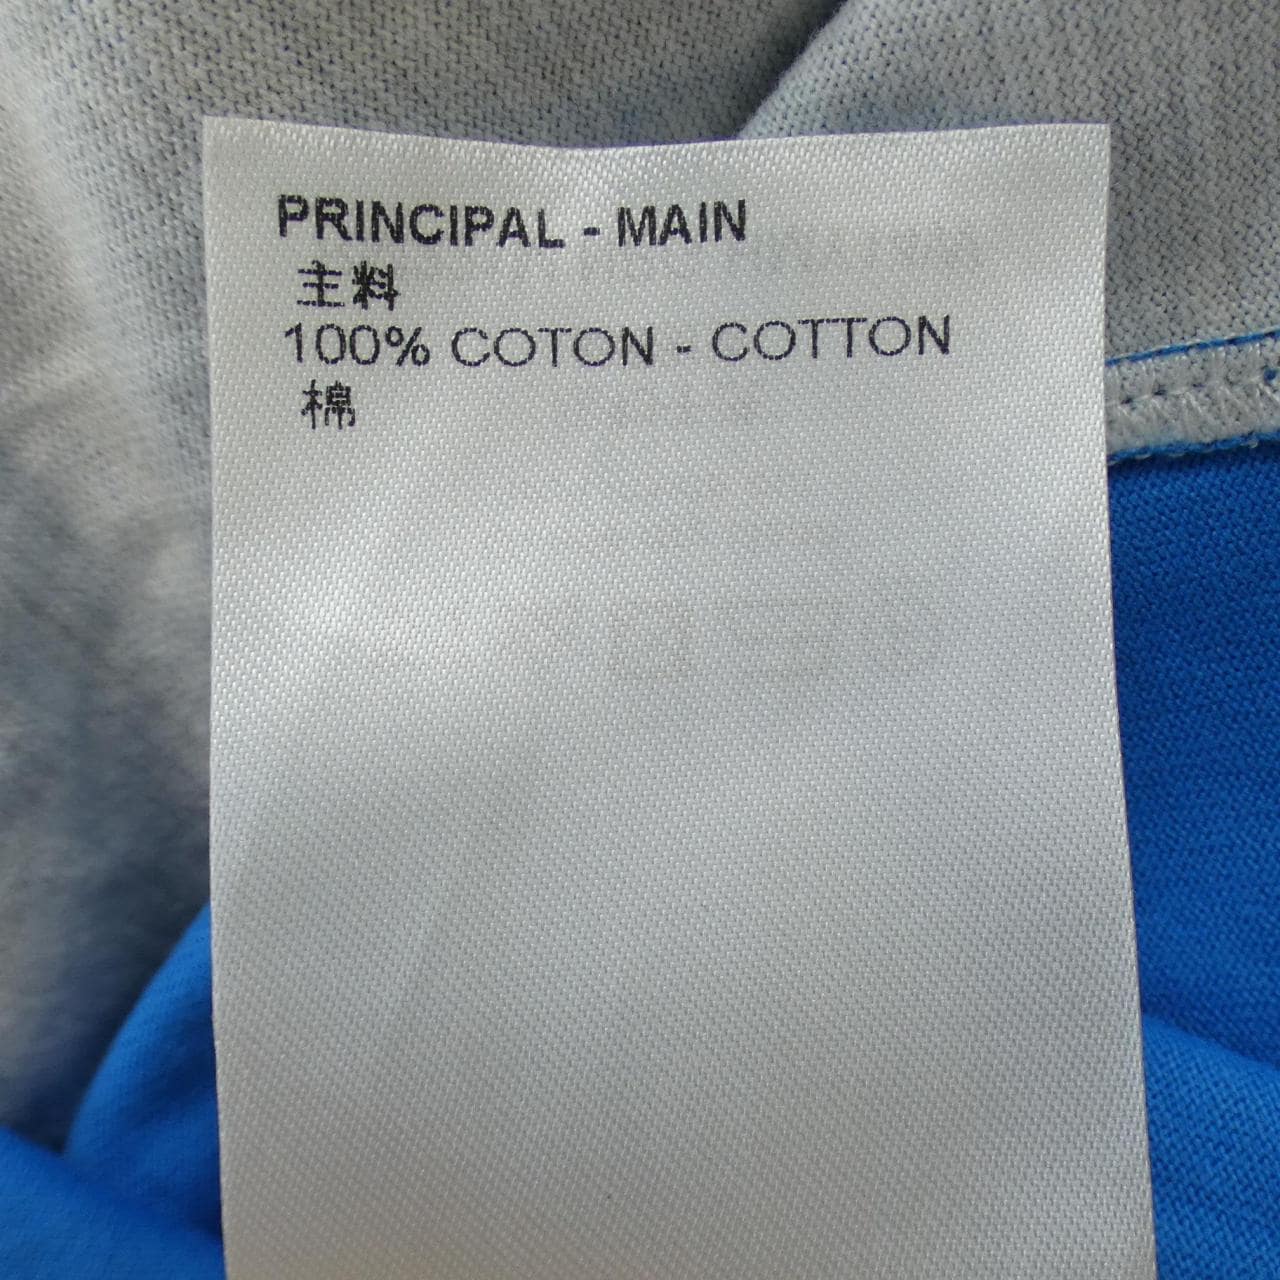 PRINCIPAL - MAIN
主料
100% COTON - COTTON
棉